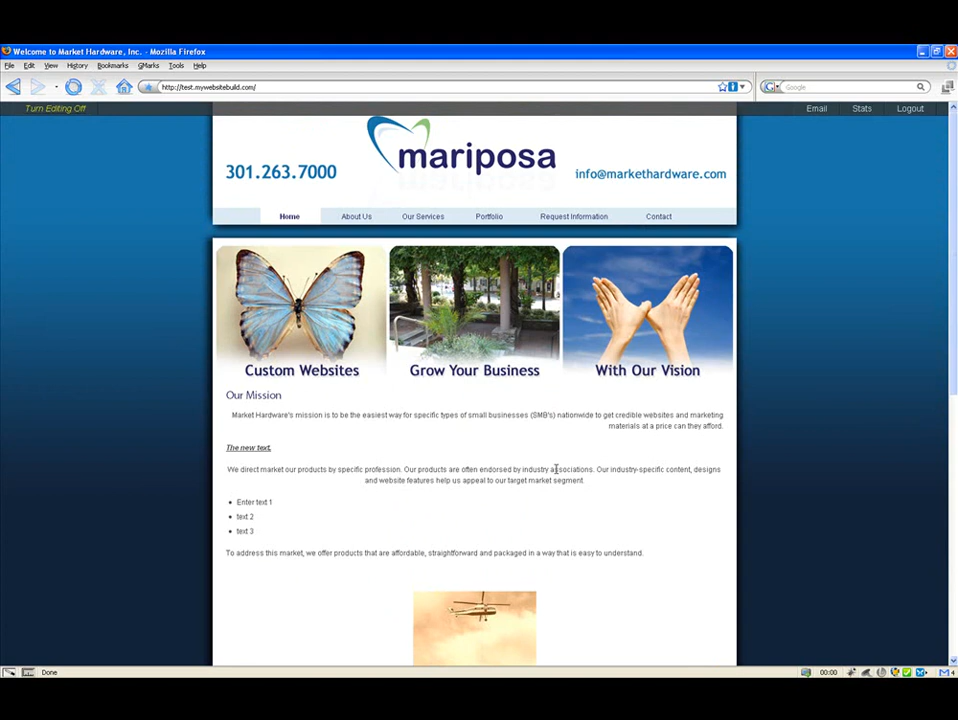 Welcome to Market Hardware, Inc. - Mozilla Firefox
File Edit View History Bookmarks GMarks Tools Help
http://test.mywebsitebuild.com/
Google
Turn Editing Off Email Stats Logout
301.263.7000 mariposa info@markethardware.com
Home About Us Our Services Portfolio Request Information Contact
Custom Websites Grow Your Business With Our Vision
Our Mission
Market Hardware's mission is to be the easiest way for specific types of small businesses (SMB's) nationwide to get credible websites and marketing
materials at a price can they afford.
The new text.
We direct market our products by specific profession. Our products are often endorsed by industry associations. Our industry-specific content, designs
and website features help us appeal to our target market segment.
• Enter text 1
• text 2
• text 3
To address this market, we offer products that are affordable, straightforward and packaged in a way that is easy to understand.
Done 00:00 4